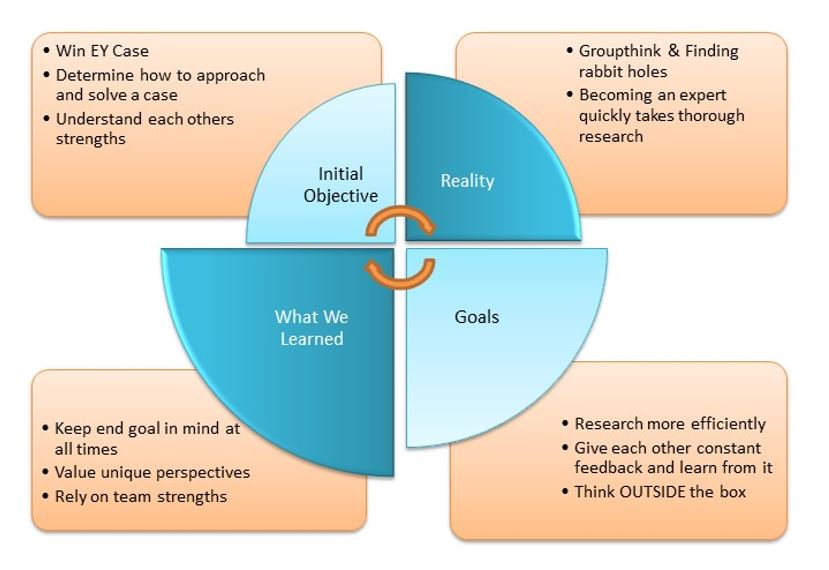 • Win EY Case
• Determine how to approach
and solve a case
• Understand each others
strengths
Initial
Objective
• Groupthink & Finding
rabbit holes
• Becoming an expert
quickly takes thorough
research
Reality
What We
Learned
• Keep end goal in mind at
all times
• Value unique perspectives
• Rely on team strengths
Goals
• Research more efficiently
• Give each other constant
feedback and learn from it
• Think OUTSIDE the box